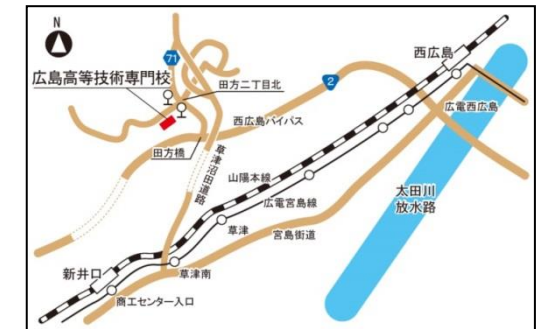 N
71
西広島
広島高等技術専門校
田方二丁目北
2
広電西広島
西広島バイパス
田方橋
草津沼田道路
山陽本線
広電宮島線
太田川
放水路
草津
宮島街道
新井口
草津南
商工センター入口